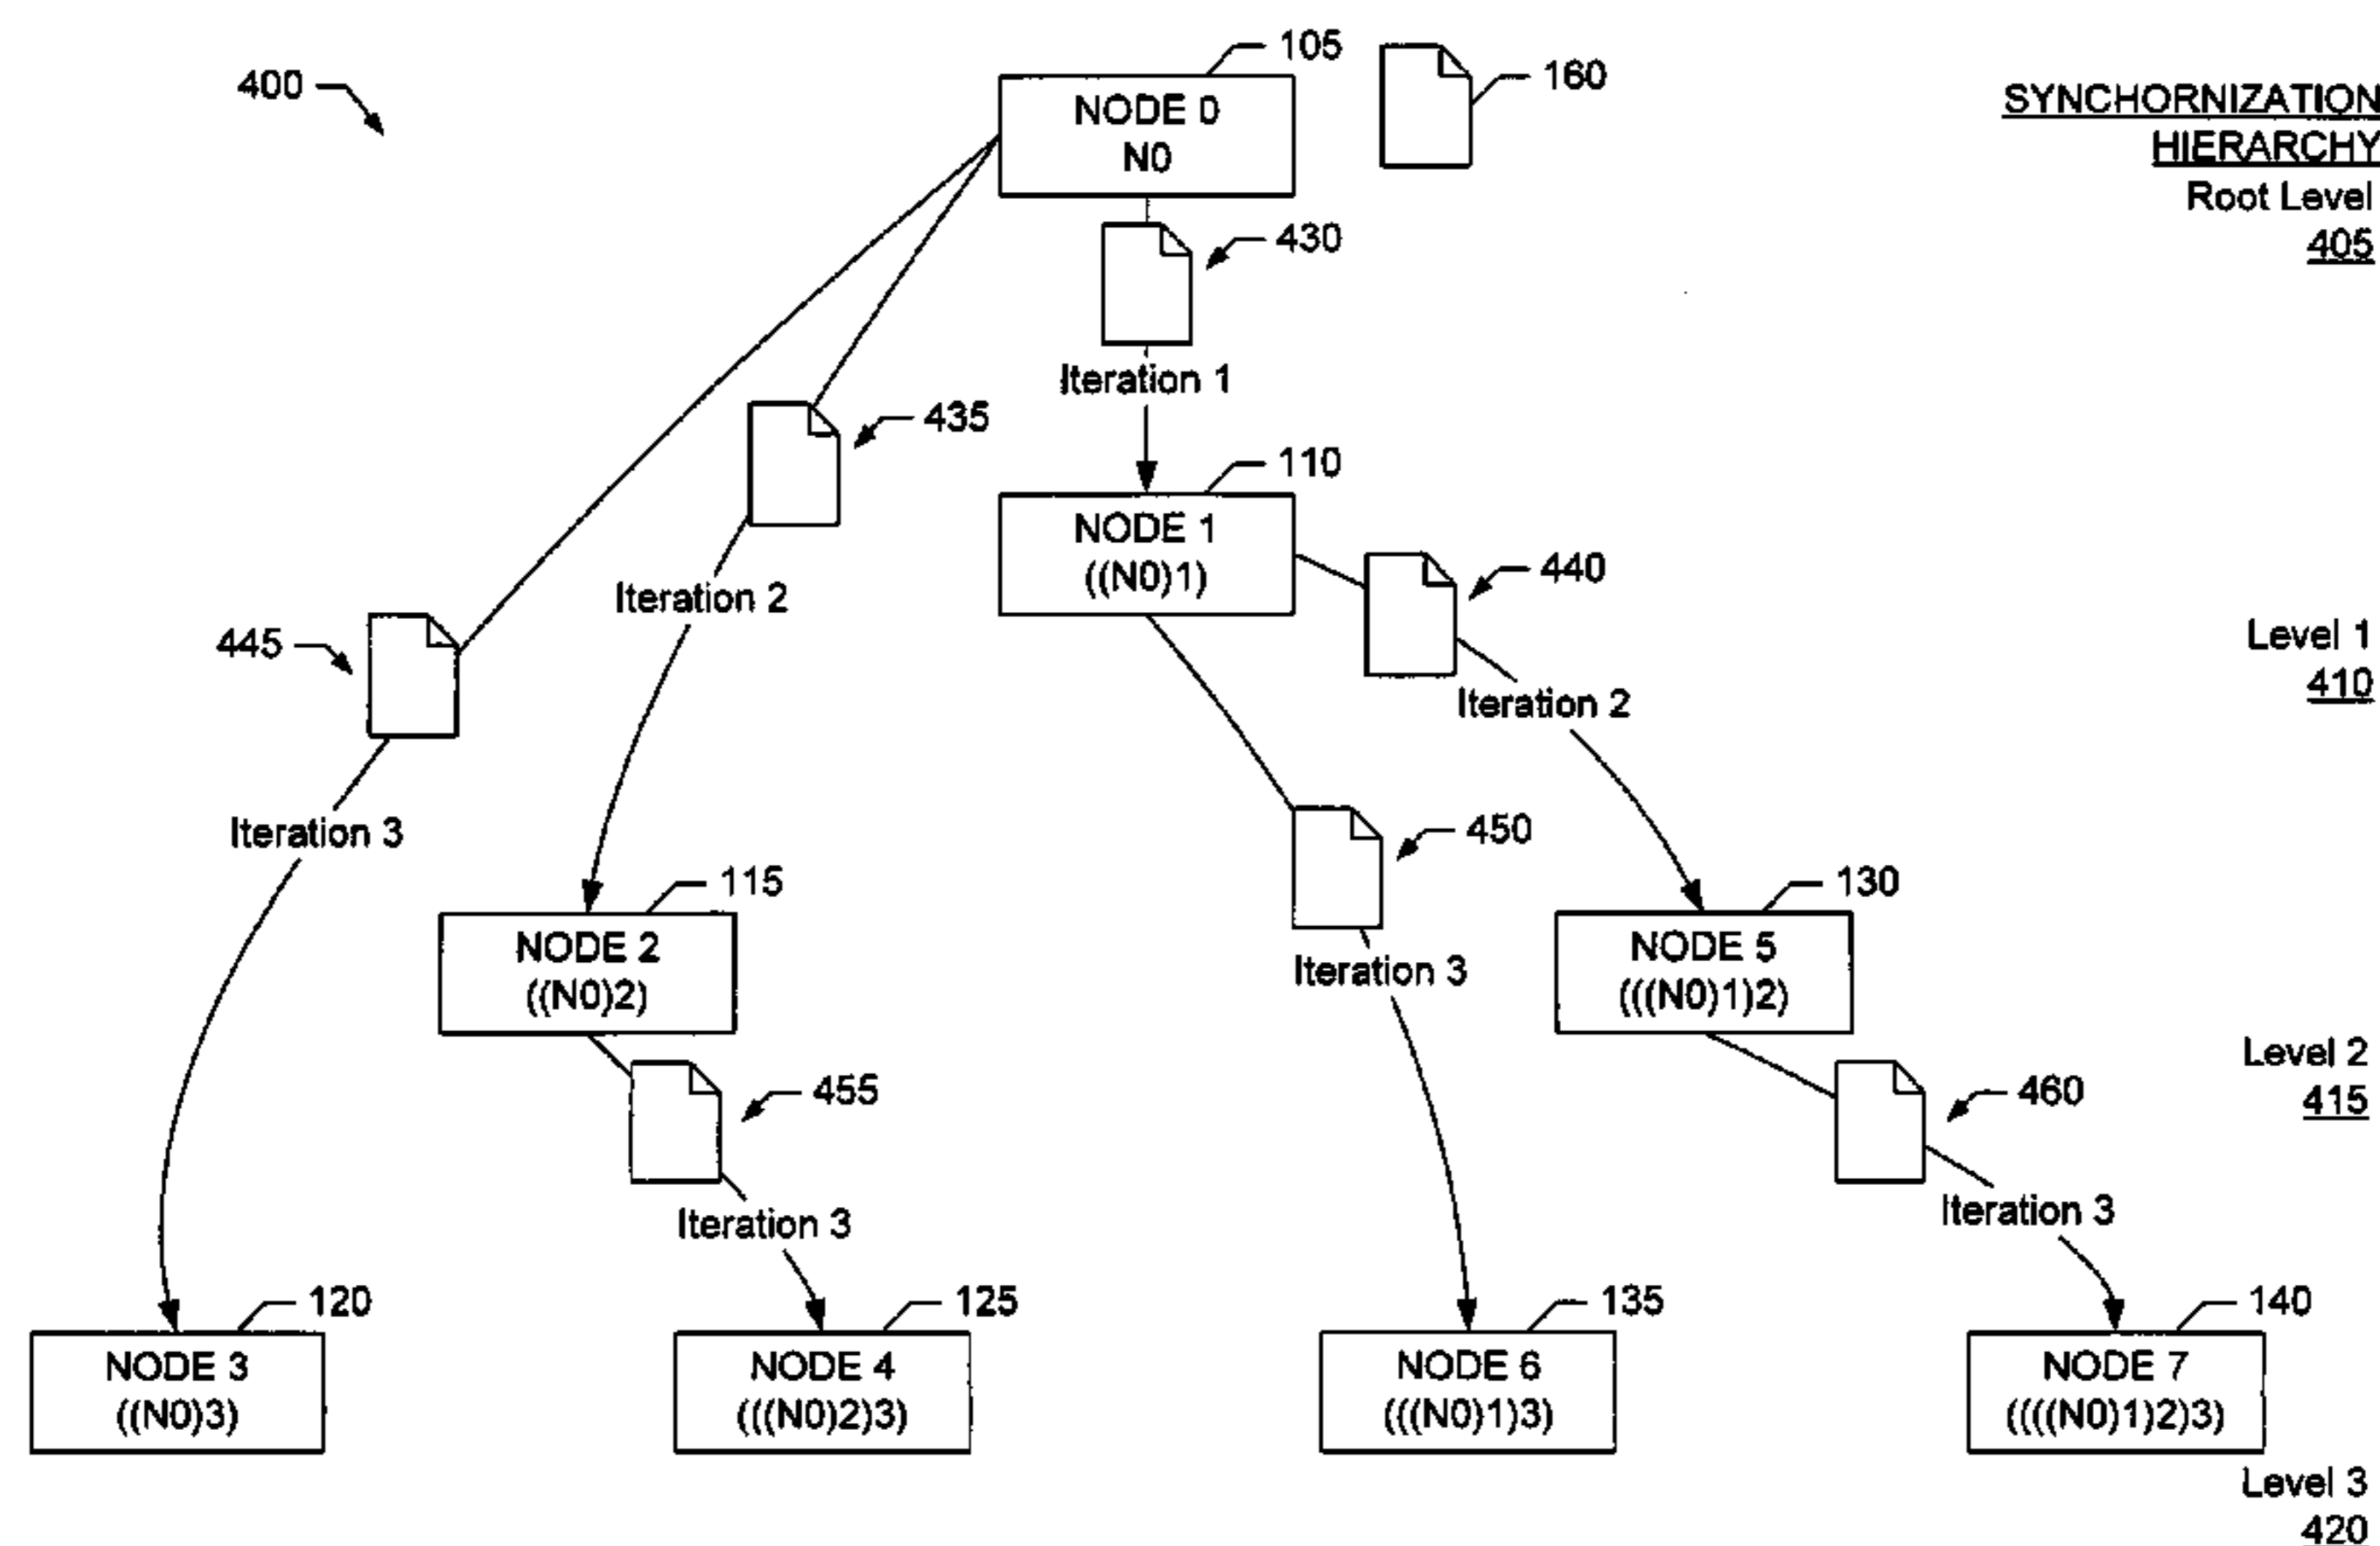 400
105
160
NODE 0
N0
SYNCHORNIZATION
HIERARCHY
Root Level
405
430
Iteration 1
435
110
NODE 1
((N0)1)
440
Iteration 2
445
Level 1
410
Iteration 2
Iteration 3
450
115
130
NODE 2
((N0)2)
Iteration 3
NODE 5
(((N0)1)2)
Level 2
415
455
460
Iteration 3
Iteration 3
120
125
135
140
NODE 3
((N0)3)
NODE 4
(((N0)2)3)
NODE 6
(((N0)1)3)
NODE 7
((((N0)1)2)3)
Level 3
420